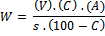 W = (V).(C).(A) / s.(100 − C)